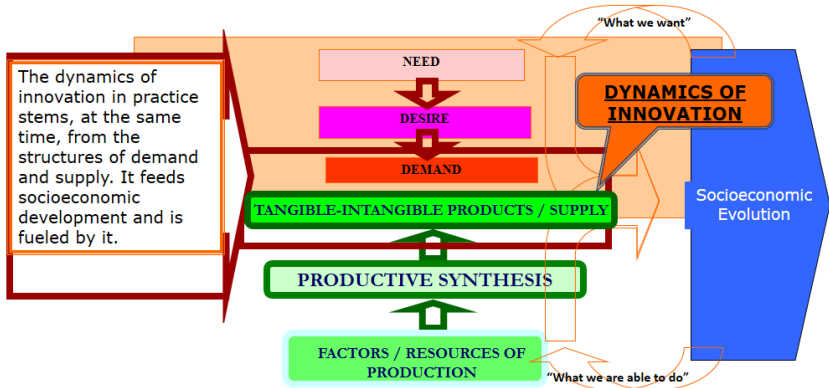 “What we want”
NEED
The dynamics of
innovation in practice
stems, at the same
time, from the
structures of demand
and supply. It feeds
socioeconomic
development and is
fueled by it.
DYNAMICS OF
INNOVATION
DESIRE
DEMAND
TANGIBLE-INTANGIBLE PRODUCTS / SUPPLY
Socioeconomic
Evolution
PRODUCTIVE SYNTHESIS
FACTORS / RESOURCES OF
PRODUCTION
“What we are able to do”